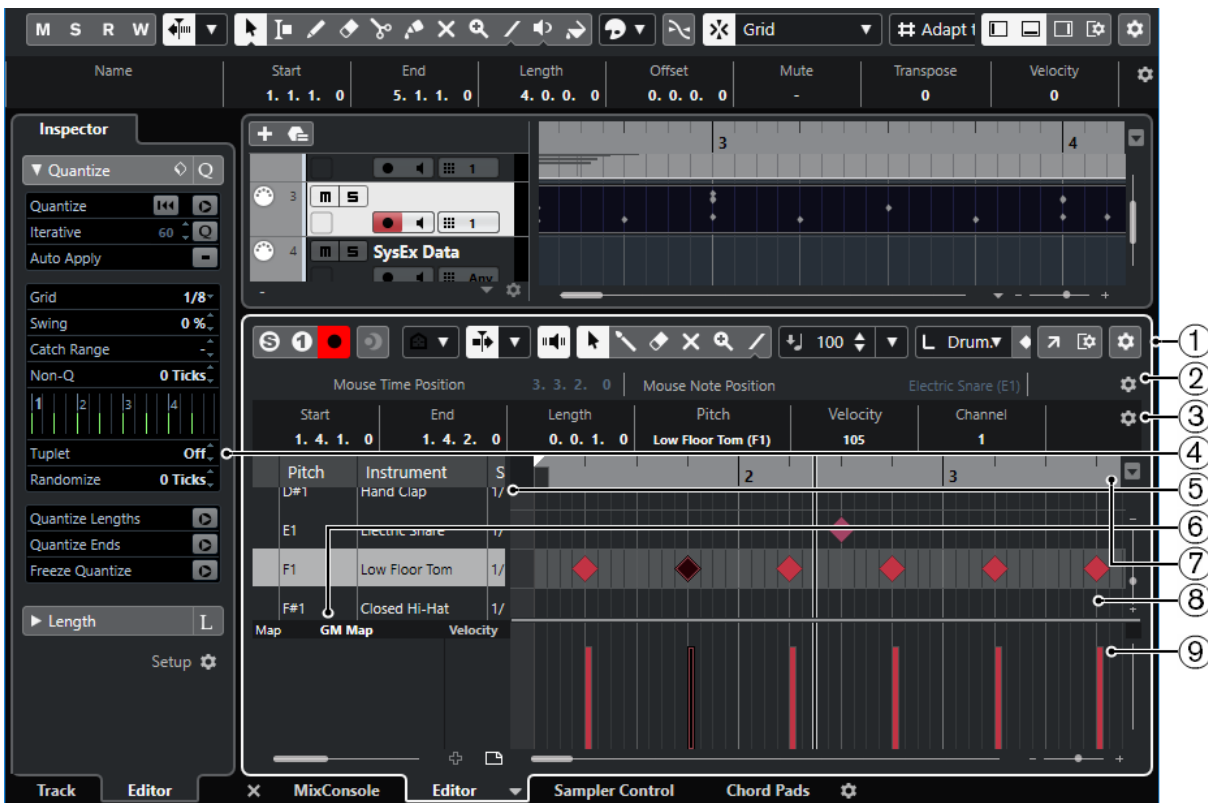 M S R W Grid Adapt t
Name Start End Length Offset Mute Transpose Velocity
1. 1. 1. 0 5. 1. 1. 0 4. 0. 0. 0 0. 0. 0. 0 - 0 0
Inspector
Quantize Q
Quantize
Iterative 60 Q
Auto Apply
Grid 1/8
Swing 0 %
Catch Range -
Non-Q 0 Ticks
1 2 3 4
Tuplet Off
Randomize 0 Ticks
Quantize Lengths
Quantize Ends
Freeze Quantize
Length L
Setup
3 4
1
3 m S
1
4 m S SysEx Data
Any
S 1 100 L Drum
Mouse Time Position 3. 3. 2. 0 Mouse Note Position Electric Snare (E1)
Start End Length Pitch Velocity Channel
1. 4. 1. 0 1. 4. 2. 0 0. 0. 1. 0 Low Floor Tom (F1) 105 1
Pitch Instrument S 2 3
D#1 Hand Clap 1/
E1 Electric Snare 1/
F1 Low Floor Tom 1/
F#1 Closed Hi-Hat 1/
Map GM Map Velocity
1
2
3
4
5
6
7
8
9
Track Editor MixConsole Editor Sampler Control Chord Pads